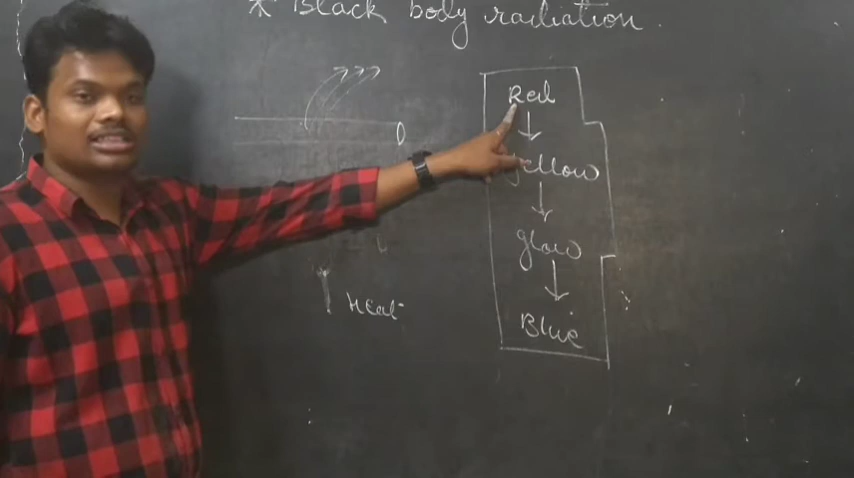 * Black body radiation.
Red
yellow
glow
Blue
Heat